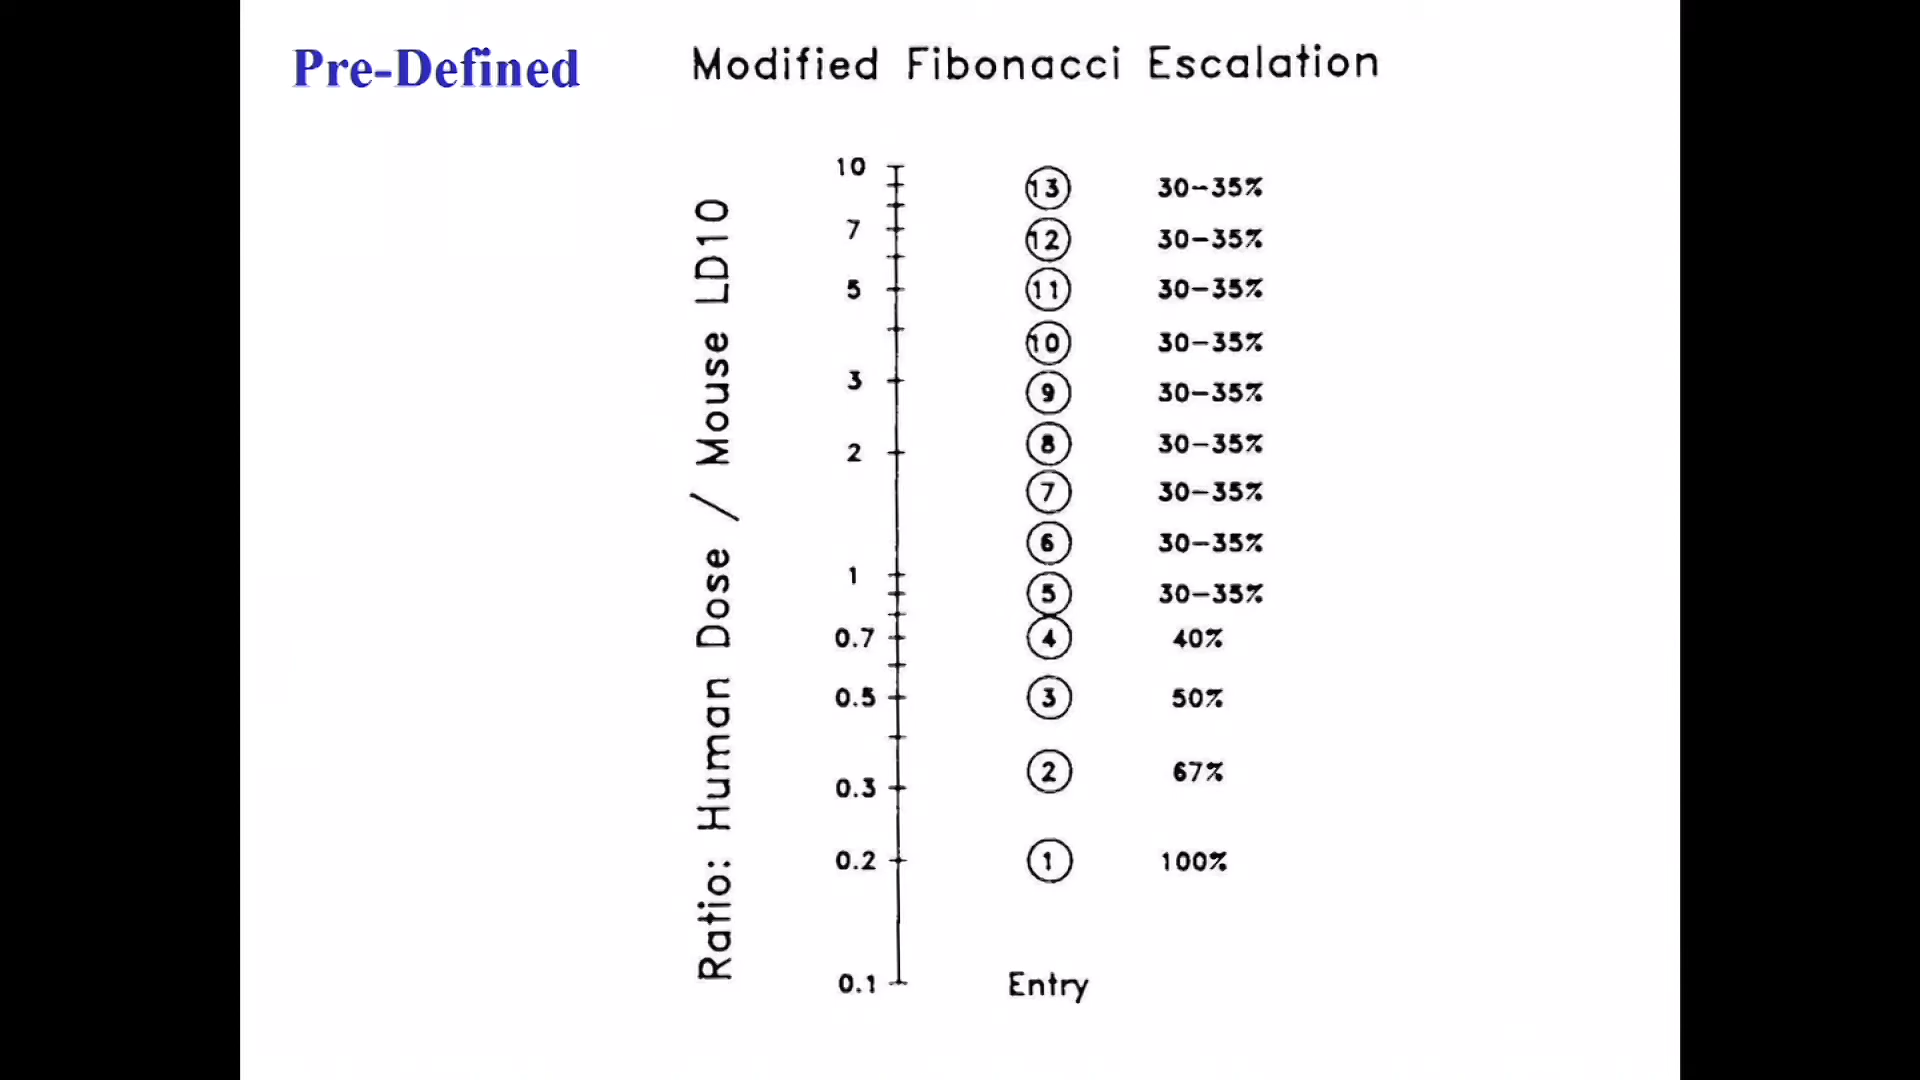 Pre-Defined
Modified Fibonacci Escalation
Ratio: Human Dose / Mouse LD10
10
13 30-35%
7
12 30-35%
5 11 30-35%
10 30-35%
3
9 30-35%
2 8 30-35%
7 30-35%
6 30-35%
1
5 30-35%
0.7 4 40%
0.5 3 50%
2 67%
0.3
0.2 1 100%
0.1 Entry